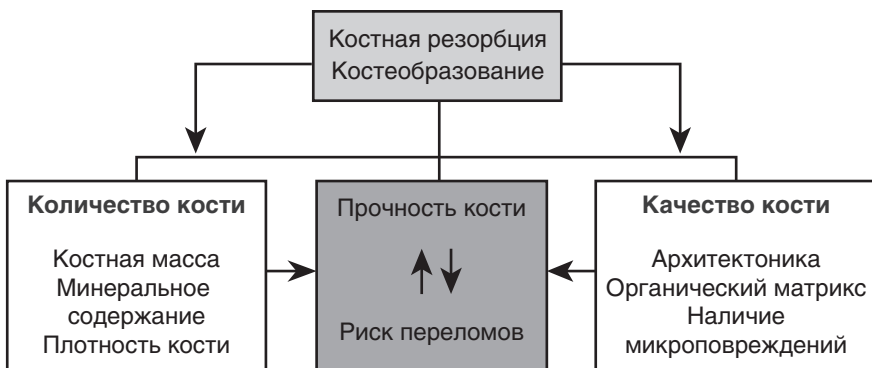 Костная резорбция
Костеобразование
Количество кости
Костная масса
Минеральное
содержание
Плотность кости
Прочность кости
Риск переломов
Качество кости
Архитектоника
Органический матрикс
Наличие
микроповреждений